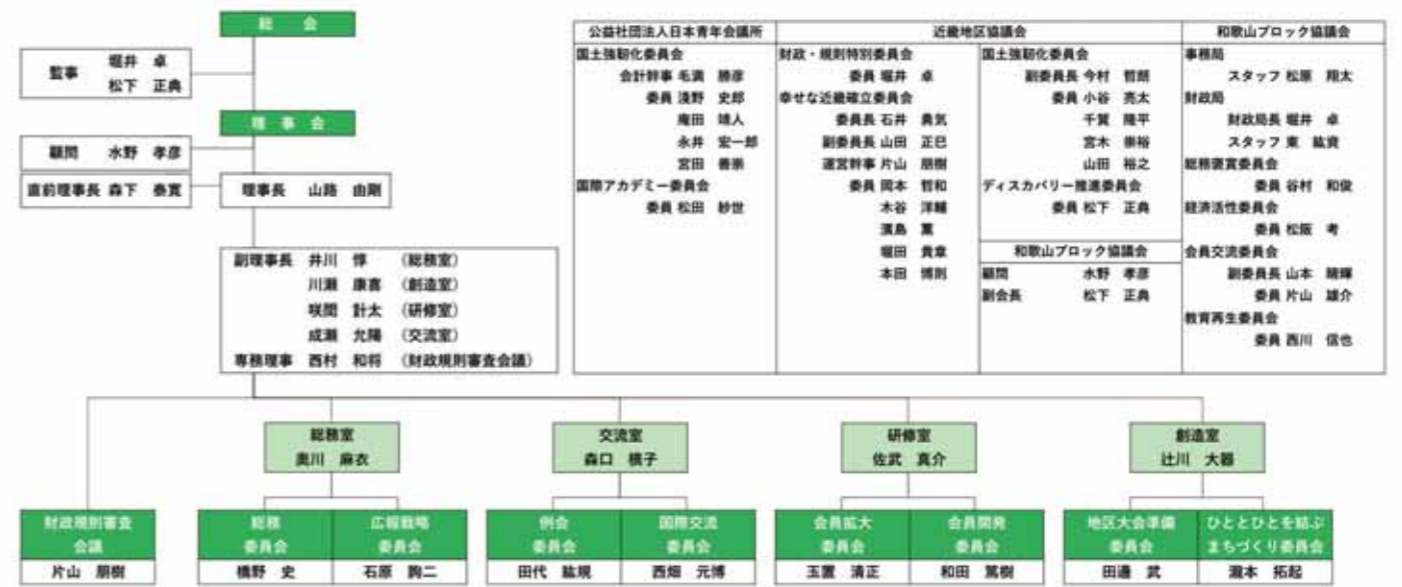 総会
監事 堀井 卓
松下 正典
理事会
顧問 水野 孝彦
直前理事長 森下 泰寛
理事長 山路 由剛
副理事長 井川 惇 （総務室）
川瀬 康喜 （創造室）
咲間 計太 （研修室）
成瀬 允陽 （交流室）
専務理事 西村 和将 （財政規則審査会議）
公益社団法人日本青年会議所
国土強靭化委員会
会計幹事 毛満 勝彦
委員 淺野 史郎
庵田 靖人
永井 宏一郎
宮田 善崇
国際アカデミー委員会
委員 松田 紗世
近畿地区協議会
財政・規則特別委員会
委員 堀井 卓
幸せな近畿確立委員会
委員長 石井 勇気
副委員長 山田 正巳
運営幹事 片山 朋樹
委員 岡本 哲和
木谷 洋輔
濱島 薫
堀田 貴章
本田 博則
国土強靭化委員会
副委員長 今村 哲朗
委員 小谷 亮太
千賀 隆平
宮木 崇裕
山田 裕之
ディスカバリー推進委員会
委員 松下 正典
和歌山ブロック協議会
顧問 水野 孝彦
副会長 松下 正典
和歌山ブロック協議会
事務局
スタッフ 松原 翔太
財政局
財政局長 堀井 卓
スタッフ 東 紘資
総務褒賞委員会
委員 谷村 和俊
経済活性委員会
委員 松阪 考
会員交流委員会
副委員長 山本 陽輝
委員 片山 雄介
教育再生委員会
委員 西川 信也
総務室
奥川 麻衣
交流室
森口 槙子
研修室
佐武 真介
創造室
辻川 大器
財政規則審査
会議
片山 朋樹
総務
委員会
橋野 史
広報戦略
委員会
石原 詢二
例会
委員会
田代 紘規
国際交流
委員会
西畑 元博
会員拡大
委員会
玉置 清正
会員開発
委員会
和田 篤樹
地区大会準備
委員会
田邊 武
ひととひとを結ぶ
まちづくり委員会
瀧本 拓起